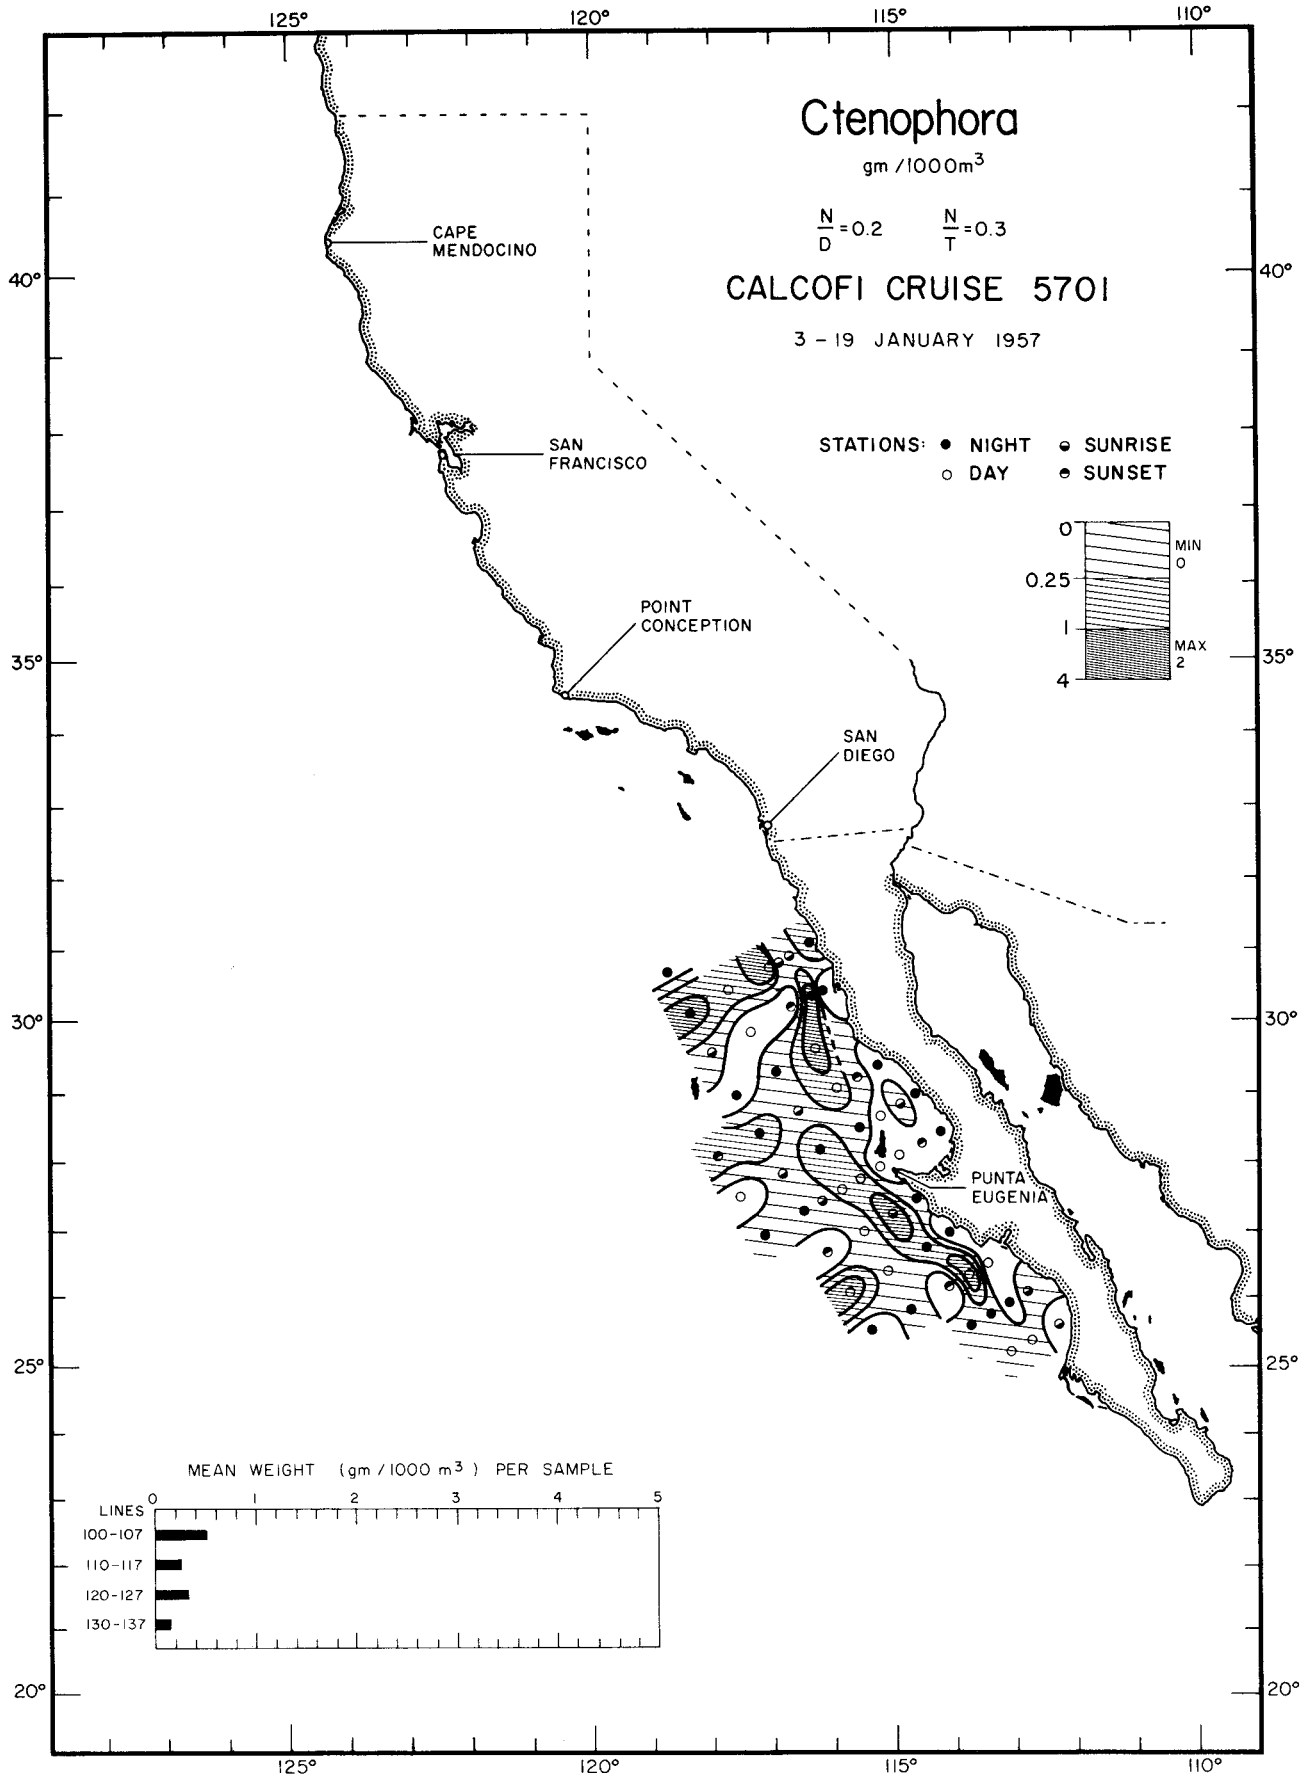 125° 120° 115° 110°
Ctenophora
gm /1000m³
N/D =0.2 N/T =0.3
CALCOFI CRUISE 5701
3 – 19 JANUARY 1957
CAPE
MENDOCINO
40° 40°
STATIONS: ● NIGHT ◒ SUNRISE
○ DAY ◓ SUNSET
SAN
FRANCISCO
0
MIN
0
0.25
1
MAX
2
4
POINT
CONCEPTION
35° 35°
SAN
DIEGO
30° 30°
PUNTA
EUGENIA
25° 25°
MEAN WEIGHT (gm /1000 m³ ) PER SAMPLE
LINES 0 1 2 3 4 5
100-107
110-117
120-127
130-137
20° 20°
125° 120° 115° 110°